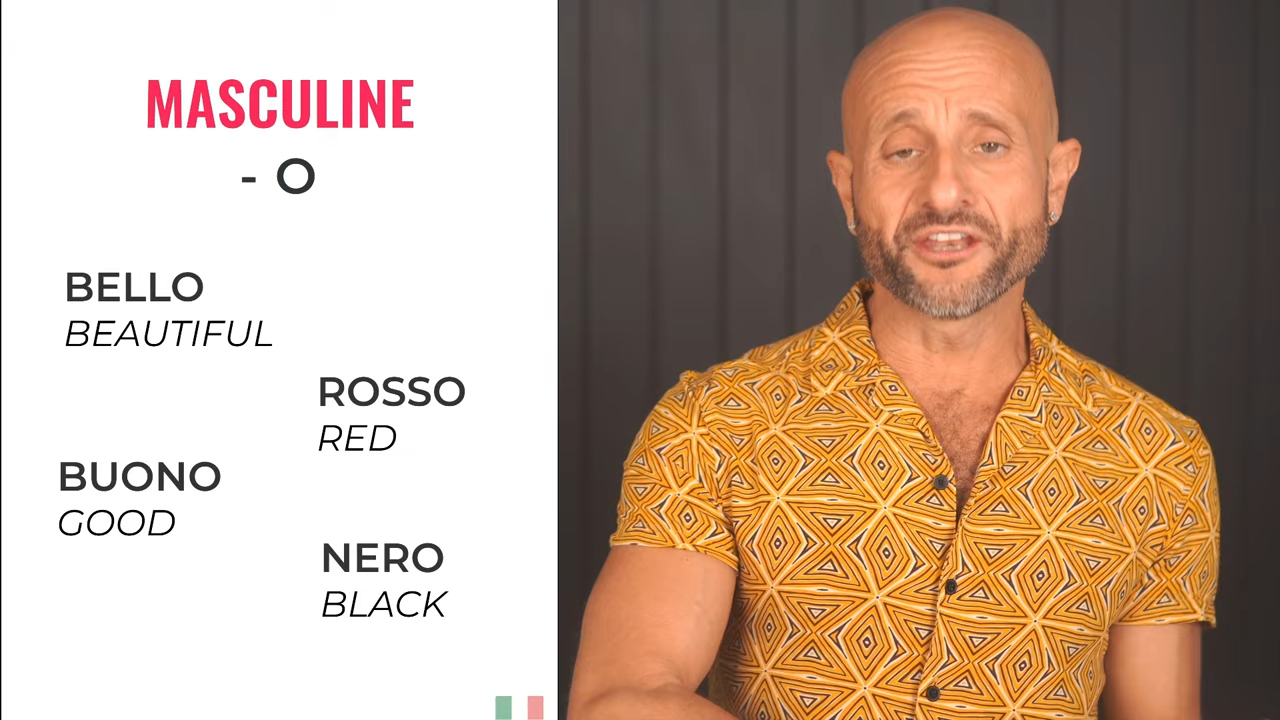 MASCULINE
- O
BELLO
BEAUTIFUL
ROSSO
RED
BUONO
GOOD
NERO
BLACK